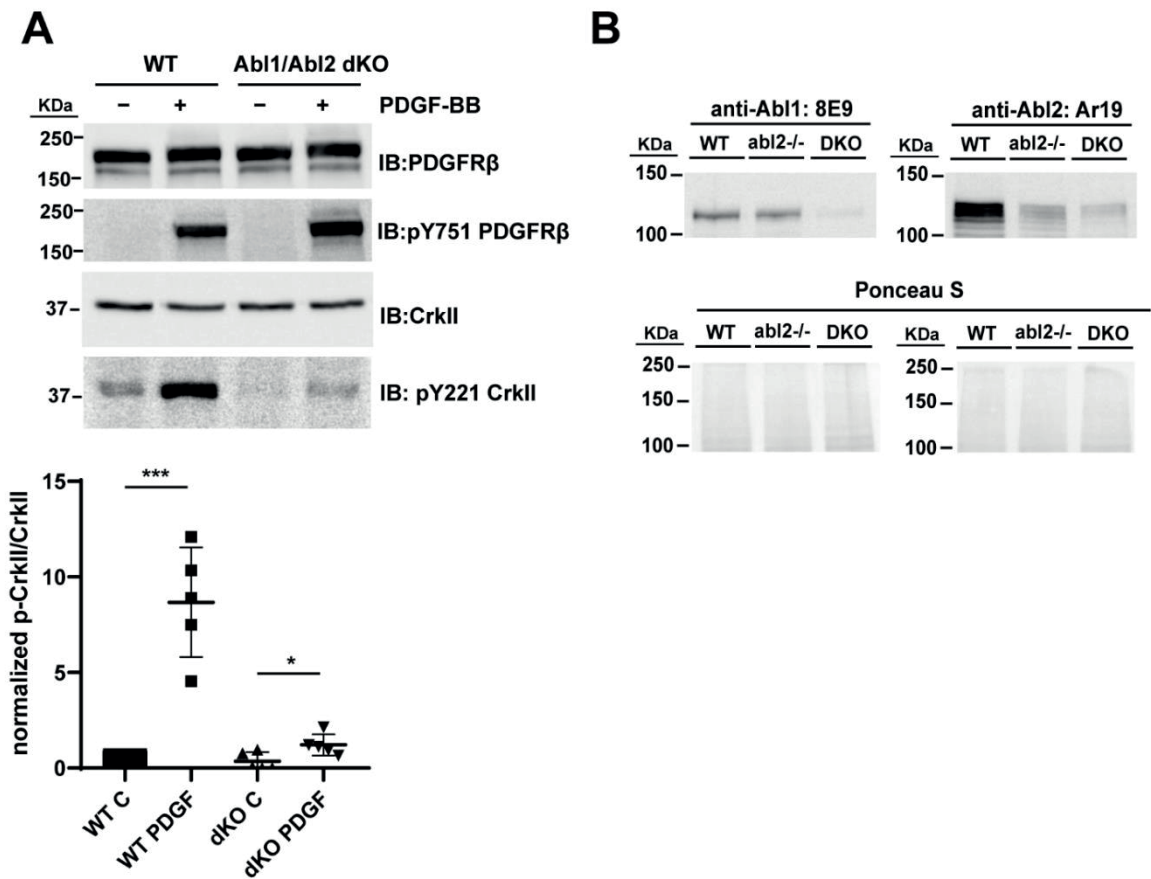 A
WT Abl1/Abl2 dKO
KDa − + − + PDGF-BB
250
150
IB:PDGFRβ
250
150
IB:pY751 PDGFRβ
37
IB:CrkII
37
IB: pY221 CrkII
normalized p-CrkII/CrkII
15
10
5
0
***
*
WT C
WT PDGF
dKO C
dKO PDGF
B
anti-Abl1: 8E9
KDa WT abl2-/- DKO
150
100
anti-Abl2: Ar19
KDa WT abl2-/- DKO
150
100
Ponceau S
KDa WT abl2-/- DKO
250
150
100
KDa WT abl2-/- DKO
250
150
100